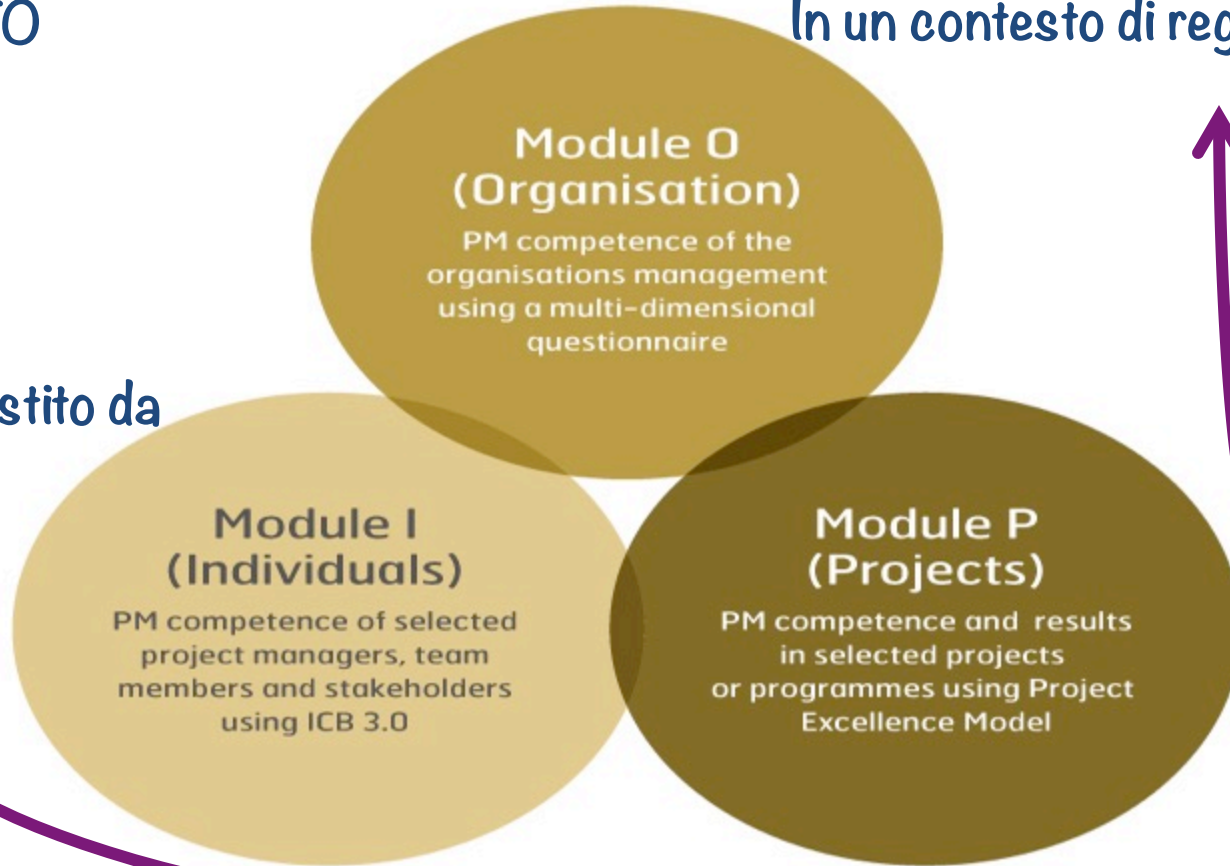 In un contesto di
Module O
(Organisation)
PM competence of the
organisations management
using a multi-dimensional
questionnaire
da
Module I
(Individuals)
PM competence of selected
project managers, team
members and stakeholders
using ICB 3.0
Module P
(Projects)
PM competence and results
in selected projects
or programmes using Project
Excellence Model